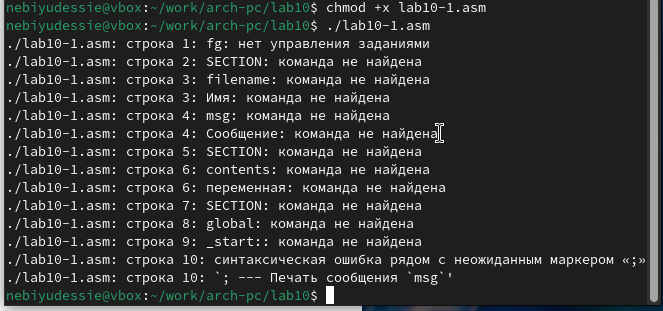 nebiyudessie@vbox:~/work/arch-pc/lab10$ chmod +x lab10-1.asm
nebiyudessie@vbox:~/work/arch-pc/lab10$ ./lab10-1.asm
./lab10-1.asm: строка 1: fg: нет управления заданиями
./lab10-1.asm: строка 2: SECTION: команда не найдена
./lab10-1.asm: строка 3: filename: команда не найдена
./lab10-1.asm: строка 3: Имя: команда не найдена
./lab10-1.asm: строка 4: msg: команда не найдена
./lab10-1.asm: строка 4: Сообщение: команда не найдена
./lab10-1.asm: строка 5: SECTION: команда не найдена
./lab10-1.asm: строка 6: contents: команда не найдена
./lab10-1.asm: строка 6: переменная: команда не найдена
./lab10-1.asm: строка 7: SECTION: команда не найдена
./lab10-1.asm: строка 8: global: команда не найдена
./lab10-1.asm: строка 9: _start:: команда не найдена
./lab10-1.asm: строка 10: синтаксическая ошибка рядом с неожиданным маркером «;»
./lab10-1.asm: строка 10: `; --- Печать сообщения `msg`'
nebiyudessie@vbox:~/work/arch-pc/lab10$